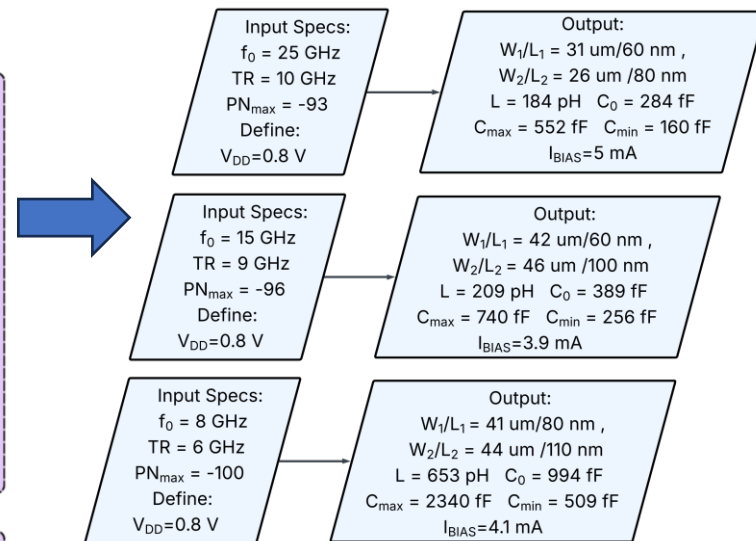 Input Specs:
f₀ = 25 GHz
TR = 10 GHz
PNₘₐₓ = -93
Define:
V_DD=0.8 V
Output:
W₁/L₁ = 31 um/60 nm ,
W₂/L₂ = 26 um /80 nm
L = 184 pH C₀ = 284 fF
Cₘₐₓ = 552 fF Cₘᵢₙ = 160 fF
I_BIAS=5 mA
Input Specs:
f₀ = 15 GHz
TR = 9 GHz
PNₘₐₓ = -96
Define:
V_DD=0.8 V
Output:
W₁/L₁ = 42 um/60 nm ,
W₂/L₂ = 46 um /100 nm
L = 209 pH C₀ = 389 fF
Cₘₐₓ = 740 fF Cₘᵢₙ = 256 fF
I_BIAS=3.9 mA
Input Specs:
f₀ = 8 GHz
TR = 6 GHz
PNₘₐₓ = -100
Define:
V_DD=0.8 V
Output:
W₁/L₁ = 41 um/80 nm ,
W₂/L₂ = 44 um /110 nm
L = 653 pH C₀ = 994 fF
Cₘₐₓ = 2340 fF Cₘᵢₙ = 509 fF
I_BIAS=4.1 mA